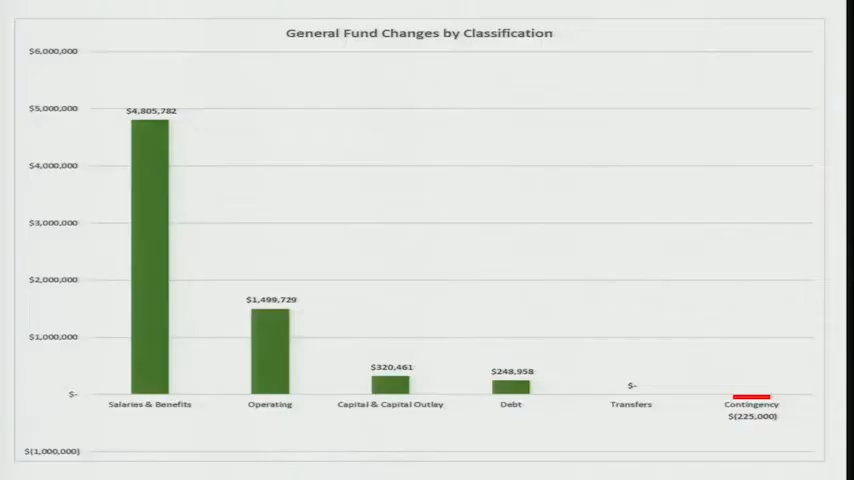 General Fund Changes by Classification
$6,000,000
$5,000,000
$4,805,782
$4,000,000
$3,000,000
$2,000,000
$1,499,729
$1,000,000
$320,461
$248,958
$-
$-
Salaries & Benefits
Operating
Capital & Capital Outlay
Debt
Transfers
Contingency
$(225,000)
$(1,000,000)